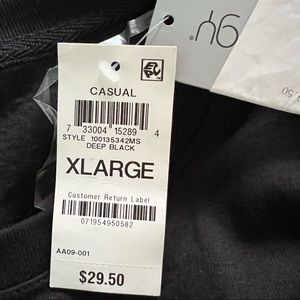 CASUAL
7 33004 15289 4
STYLE 100135342MS
DEEP BLACK
XLARGE
Customer Return Label
071954950582
AA09-001
$29.50